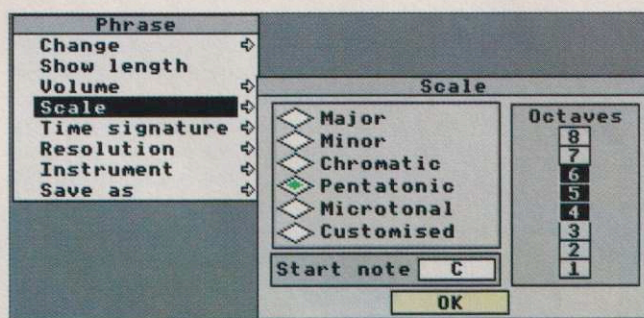 Phrase
Change
Show length
Volume
Scale
Time signature
Resolution
Instrument
Save as
Scale
Major
Minor
Chromatic
Pentatonic
Microtonal
Customised
Start note C
Octaves
8
7
6
5
4
3
2
1
OK